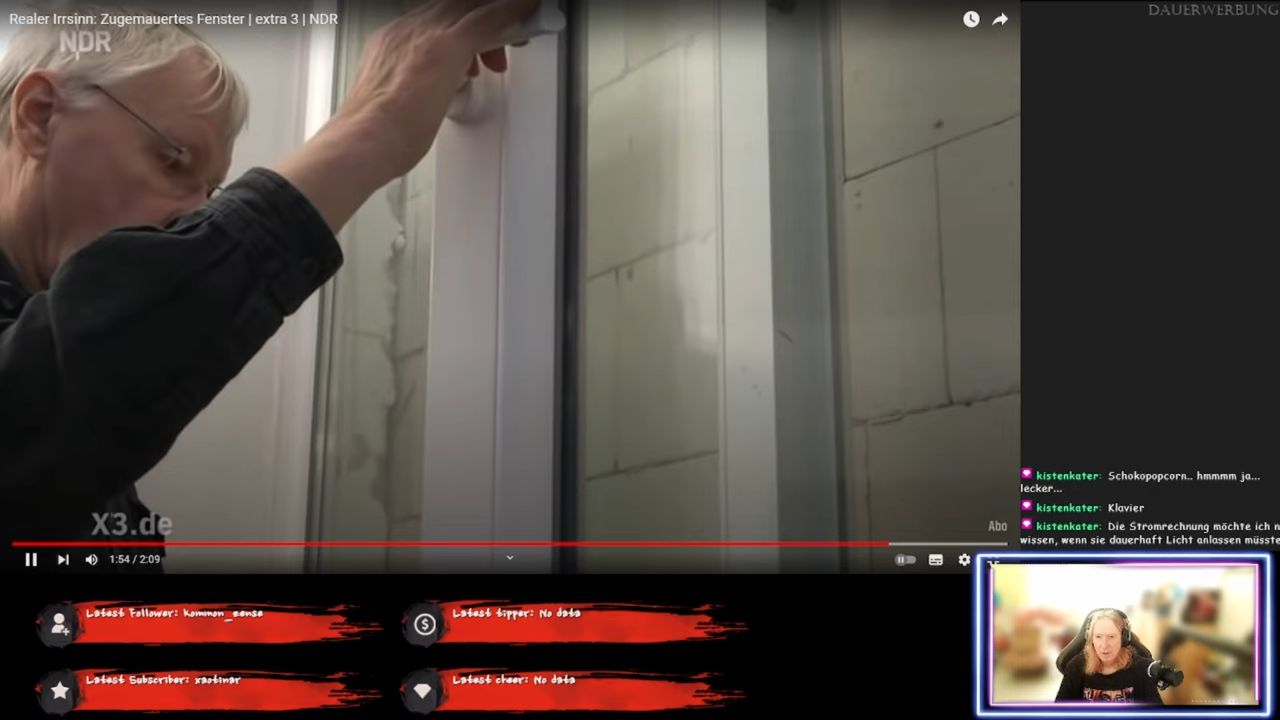 Realer Irrsinn: Zugemauertes Fenster | extra 3 | NDR
DAUERWERBUNG
NDR
kistenkater: Schokopopcorn.. hmmmm ja...
lecker...
kistenkater: Klavier
kistenkater: Die Stromrechnung möchte ich n
wissen, wenn sie dauerhaft Licht anlassen müsste
X3.de
Abo
1:54 / 2:09
Latest Follower: kommon_sense
Latest tipper: No data
Latest Subscriber: xaotinar
Latest cheer: No data